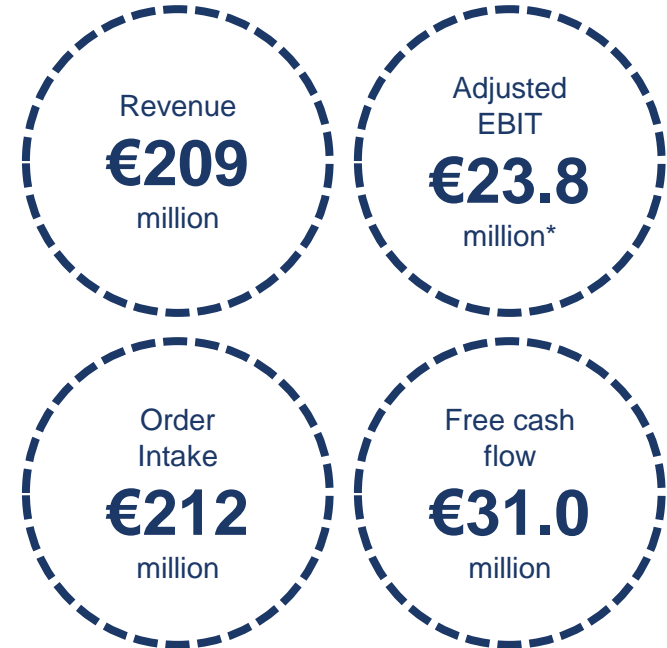 Revenue
€209
million
Adjusted
EBIT
€23.8
million*
Order
Intake
€212
million
Free cash
flow
€31.0
million